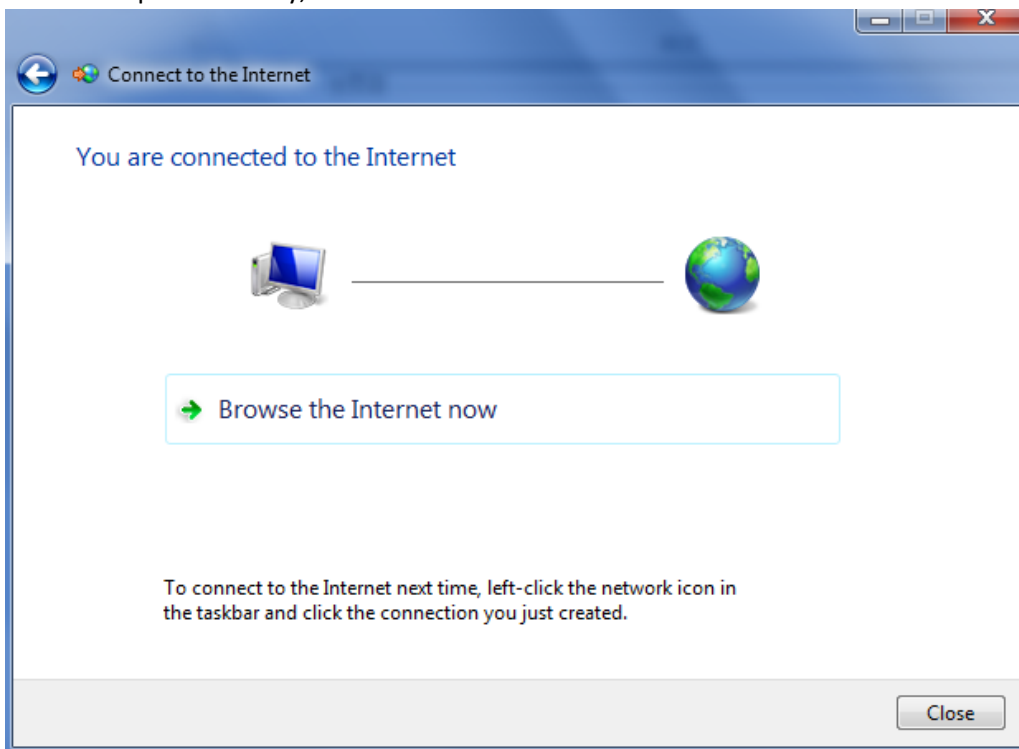 Connect to the Internet
You are connected to the Internet
Browse the Internet now
To connect to the Internet next time, left-click the network icon in
the taskbar and click the connection you just created.
Close